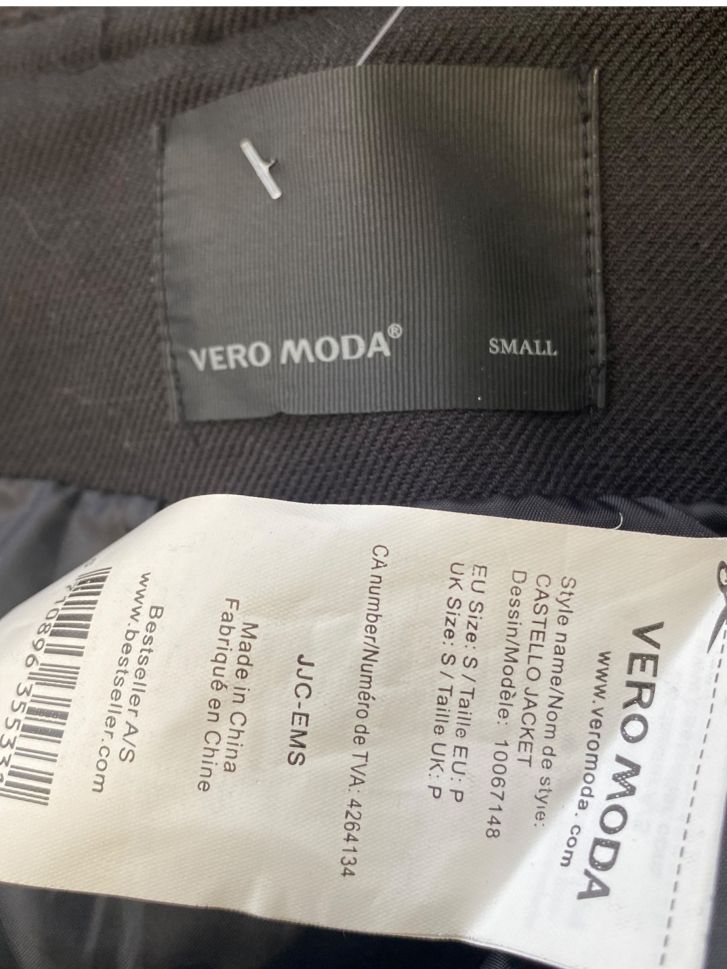 VERO MODA®
SMALL
VERO MODA
www.veromoda.com
Style name/Nom de style:
CASTELLO JACKET
Dessin/Modèle: 10067148
EU Size: S / Taille EU: P
UK Size: S / Taille UK: P
CA number/Numéro de TVA: 4264134
JJC-EMS
Made in China
Fabriqué en Chine
Bestseller A/S
www.bestseller.com